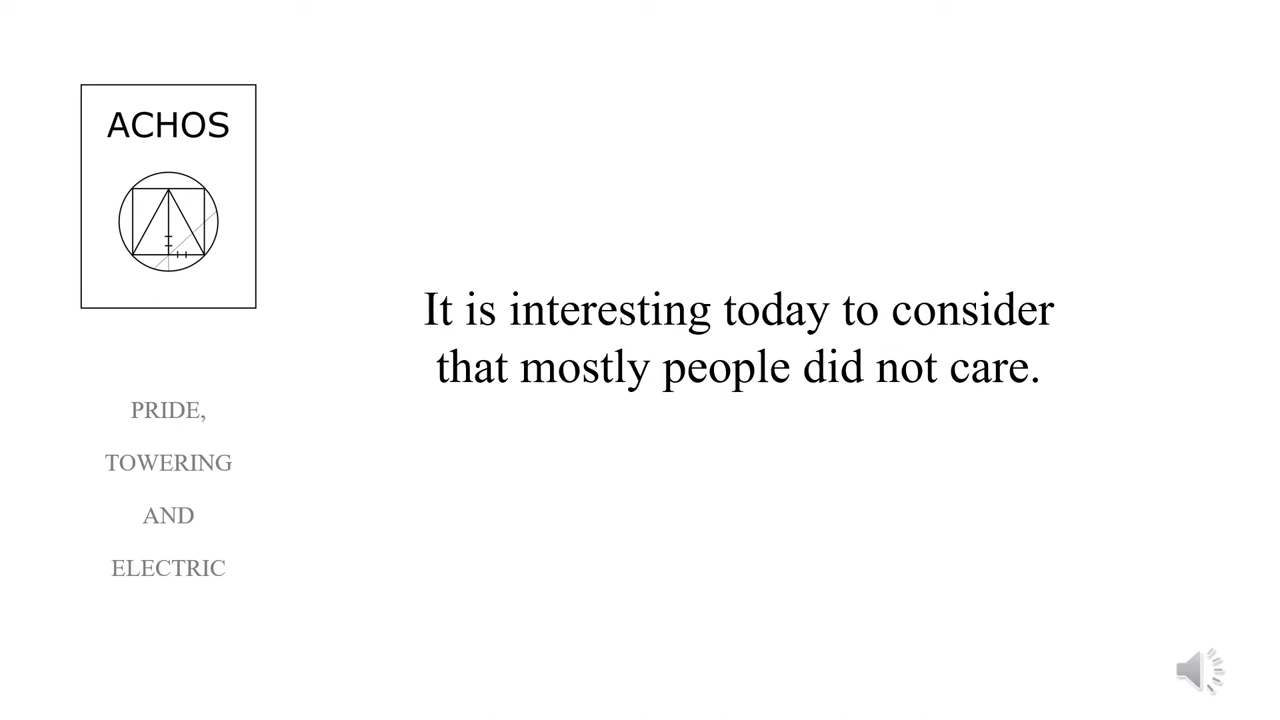 ACHOS
PRIDE,
TOWERING
AND
ELECTRIC
It is interesting today to consider
that mostly people did not care.